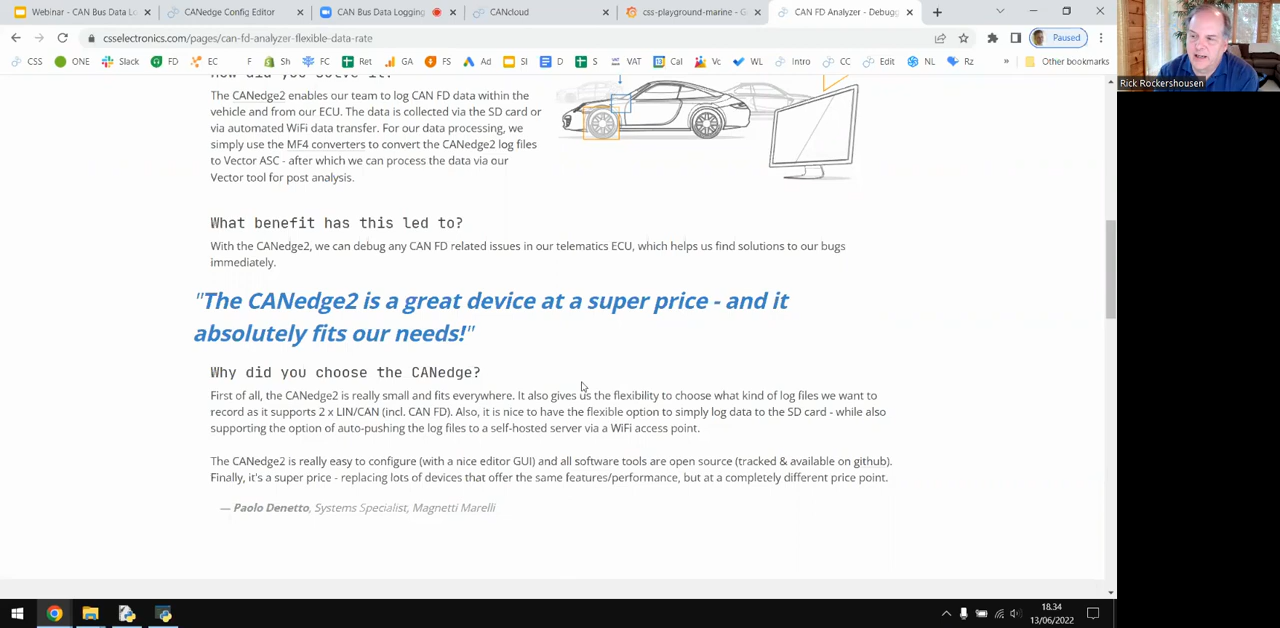 Webinar - CAN Bus Data Lo
CANedge Config Editor
CAN Bus Data Logging
CANcloud
css-playground-marine - G
CAN FD Analyzer - Debugg
csselectronics.com/pages/can-fd-analyzer-flexible-data-rate
Paused
CSS
ONE
Slack
FD
EC
Sh
FC
Ret
GA
FS
Ad
SI
D
S
VAT
Cal
Vc
WL
Intro
CC
Edit
NL
Rz
»
Other bookmarks
Rick Rockershousen
How did you solve it?
The CANedge2 enables our team to log CAN FD data within the
vehicle and from our ECU. The data is collected via the SD card or
via automated WiFi data transfer. For our data processing, we
simply use the MF4 converters to convert the CANedge2 log files
to Vector ASC - after which we can process the data via our
Vector tool for post analysis.
What benefit has this led to?
With the CANedge2, we can debug any CAN FD related issues in our telematics ECU, which helps us find solutions to our bugs
immediately.
"The CANedge2 is a great device at a super price - and it
absolutely fits our needs!"
Why did you choose the CANedge?
First of all, the CANedge2 is really small and fits everywhere. It also gives us the flexibility to choose what kind of log files we want to
record as it supports 2 x LIN/CAN (incl. CAN FD). Also, it is nice to have the flexible option to simply log data to the SD card - while also
supporting the option of auto-pushing the log files to a self-hosted server via a WiFi access point.
The CANedge2 is really easy to configure (with a nice editor GUI) and all software tools are open source (tracked & available on github).
Finally, it's a super price - replacing lots of devices that offer the same features/performance, but at a completely different price point.
— Paolo Denetto, Systems Specialist, Magnetti Marelli
18.34
13/06/2022